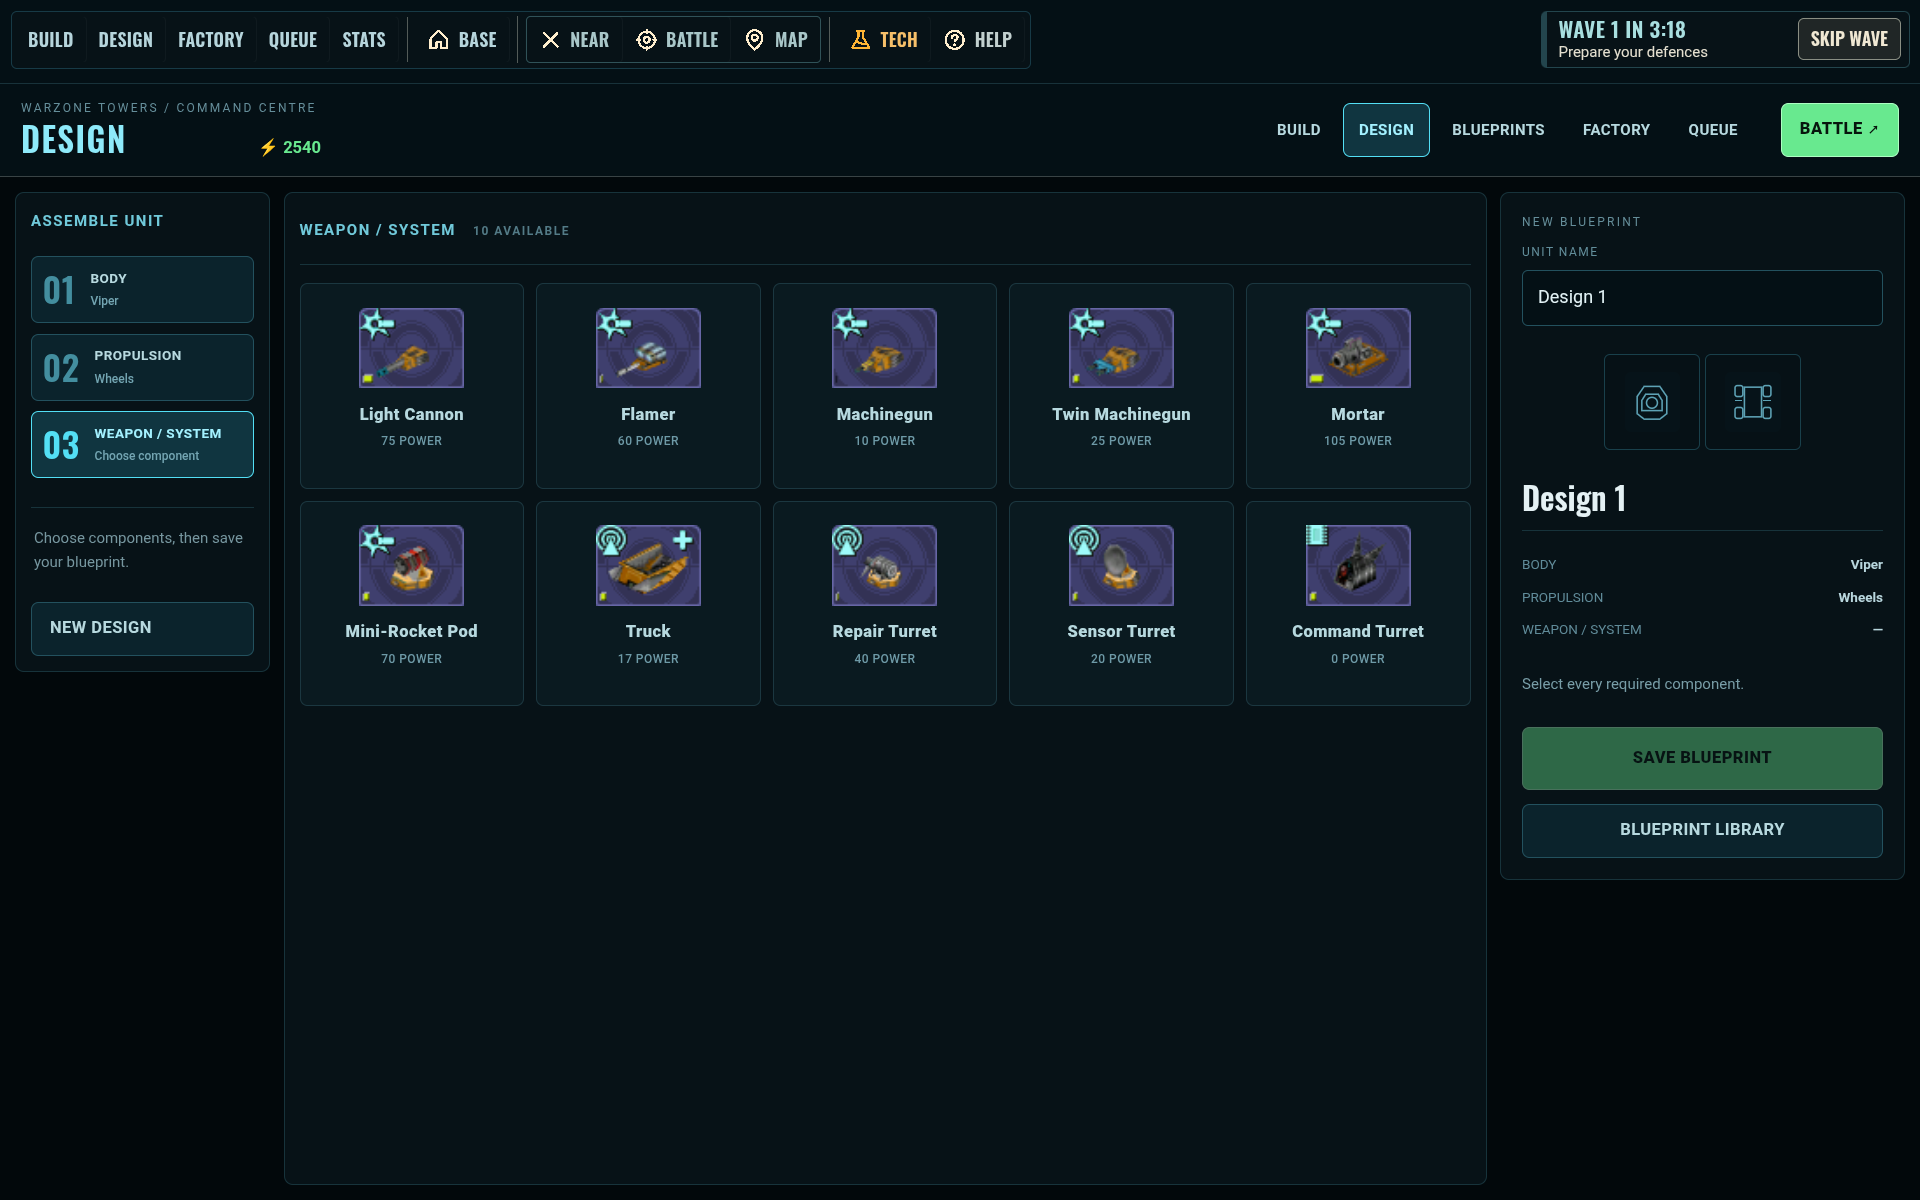 BUILD DESIGN FACTORY QUEUE STATS BASE NEAR BATTLE MAP TECH HELP
WAVE 1 IN 3:18
Prepare your defences
SKIP WAVE
WARZONE TOWERS / COMMAND CENTRE
DESIGN
⚡ 2540
BUILD DESIGN BLUEPRINTS FACTORY QUEUE BATTLE ↗
ASSEMBLE UNIT
01 BODY
Viper
02 PROPULSION
Wheels
03 WEAPON / SYSTEM
Choose component
Choose components, then save
your blueprint.
NEW DESIGN
WEAPON / SYSTEM 10 AVAILABLE
Light Cannon
75 POWER
Flamer
60 POWER
Machinegun
10 POWER
Twin Machinegun
25 POWER
Mortar
105 POWER
Mini-Rocket Pod
70 POWER
Truck
17 POWER
Repair Turret
40 POWER
Sensor Turret
20 POWER
Command Turret
0 POWER
NEW BLUEPRINT
UNIT NAME
Design 1
Design 1
BODY Viper
PROPULSION Wheels
WEAPON / SYSTEM —
Select every required component.
SAVE BLUEPRINT
BLUEPRINT LIBRARY